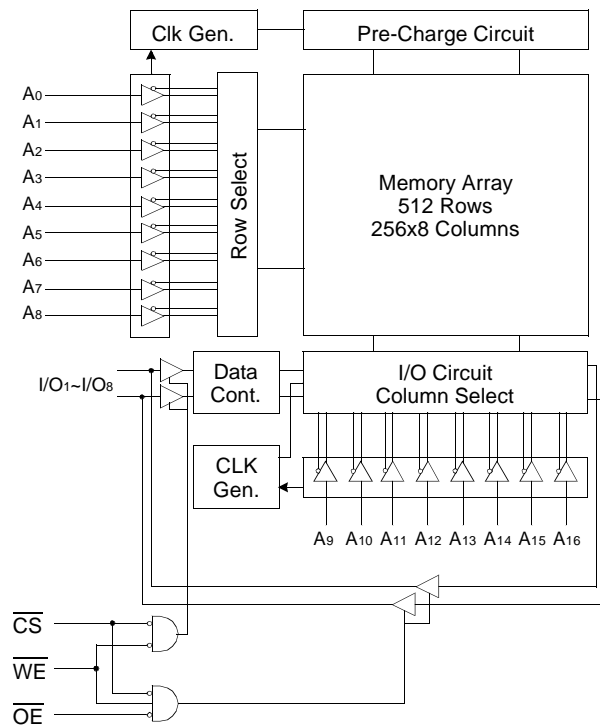 Clk Gen.
Pre-Charge Circuit
A0
A1
A2
A3
A4
A5
A6
A7
A8
Row Select
Memory Array
512 Rows
256x8 Columns
I/O1~I/O8
Data
Cont.
I/O Circuit
Column Select
CLK
Gen.
A9 A10 A11 A12 A13 A14 A15 A16
CS
WE
OE